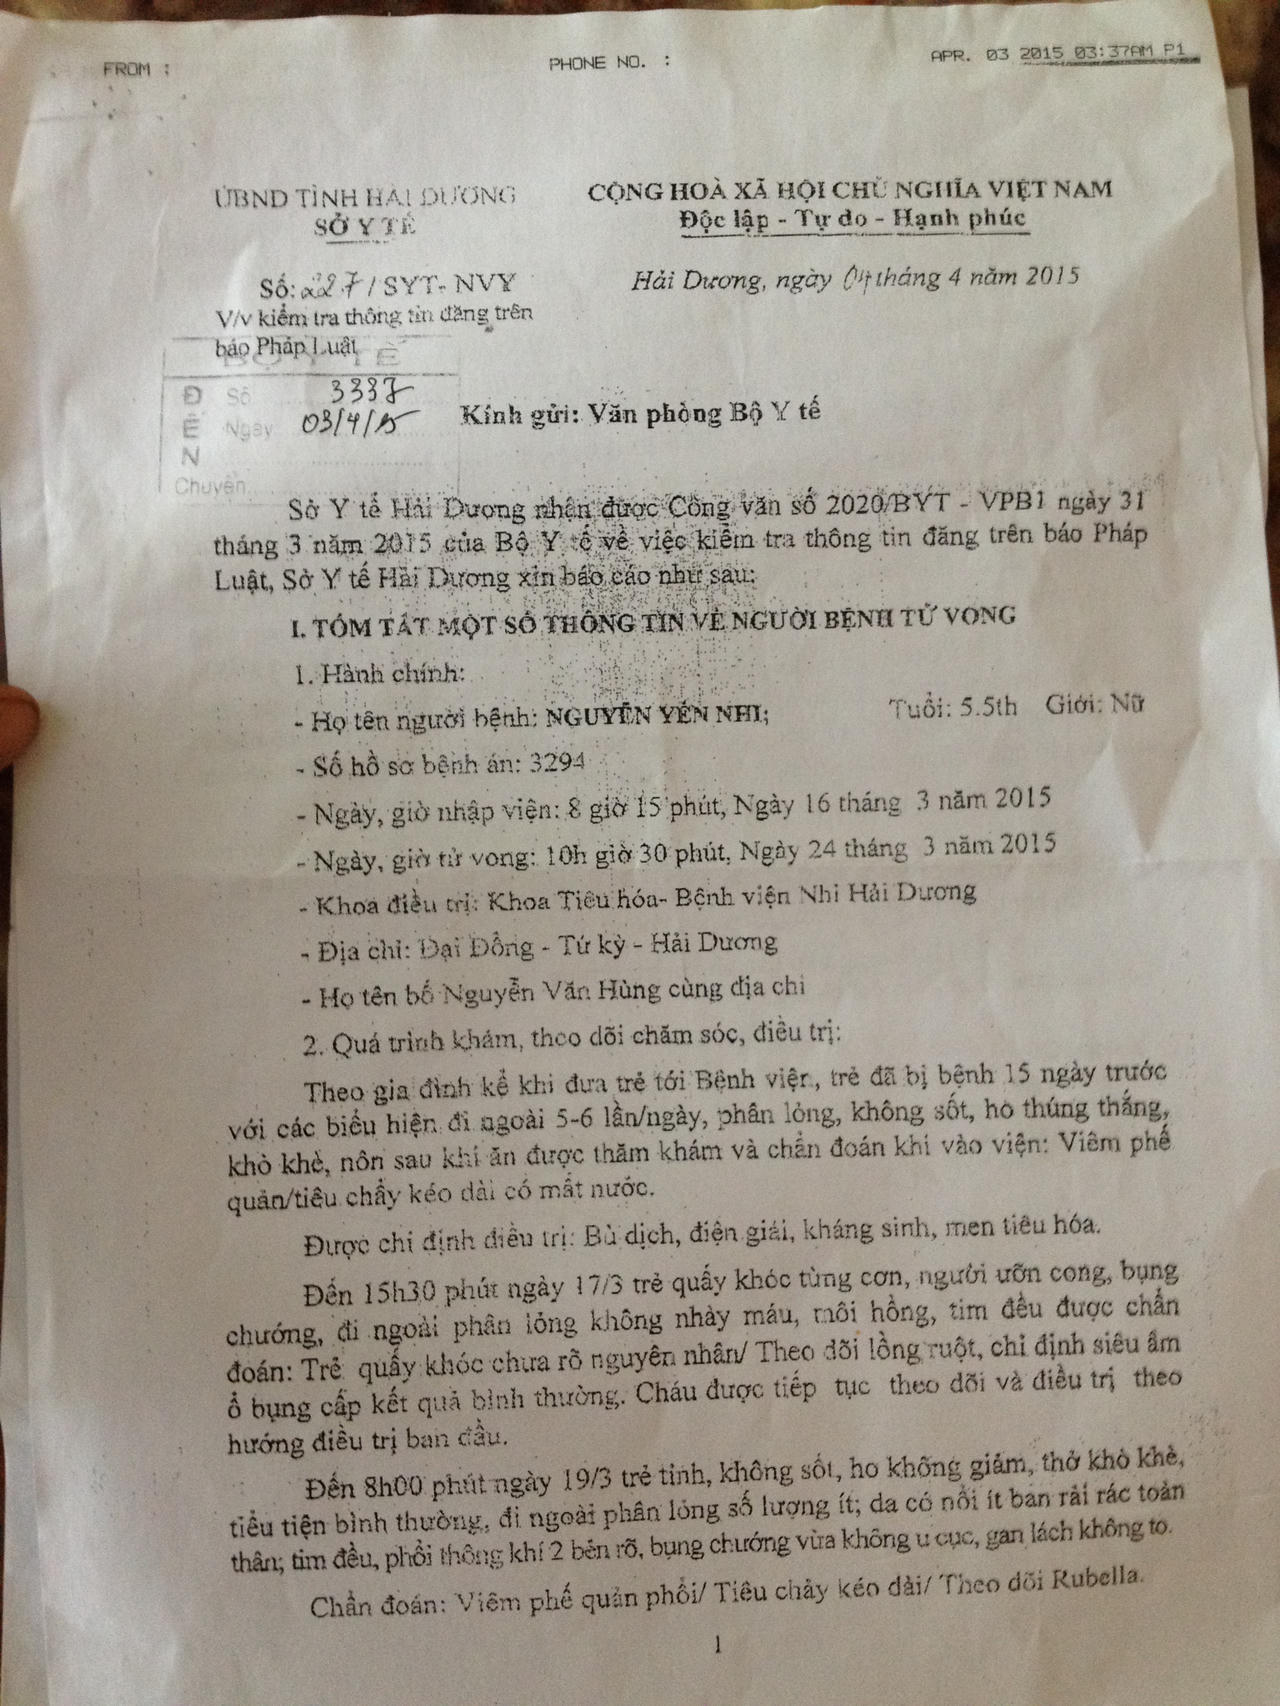 FROM :
PHONE NO. :
APR. 03 2015 03:37AM P1
UBND TỈNH HẢI DƯƠNG
SỞ Y TẾ
CỘNG HOÀ XÃ HỘI CHỦ NGHĨA VIỆT NAM
Độc lập - Tự do - Hạnh phúc
Số: 227 / SYT- NVY
V/v kiểm tra thông tin đăng trên
báo Pháp Luật
Hải Dương, ngày 04 tháng 4 năm 2015
BỘ Y TẾ
ĐẾN
Số 3337
Ngày 03/4/15
Chuyển
Kính gửi: Văn phòng Bộ Y tế
Sở Y tế Hải Dương nhận được Công văn số 2020/BYT - VPB1 ngày 31
tháng 3 năm 2015 của Bộ Y tế về việc kiểm tra thông tin đăng trên báo Pháp
Luật, Sở Y tế Hải Dương xin báo cáo như sau:
I. TÓM TẮT MỘT SỐ THÔNG TIN VỀ NGƯỜI BỆNH TỬ VONG
1. Hành chính:
- Họ tên người bệnh: NGUYỄN YẾN NHI; Tuổi: 5.5th Giới: Nữ
- Số hồ sơ bệnh án: 3294
- Ngày, giờ nhập viện: 8 giờ 15 phút, Ngày 16 tháng 3 năm 2015
- Ngày, giờ tử vong: 10h giờ 30 phút, Ngày 24 tháng 3 năm 2015
- Khoa điều trị: Khoa Tiêu hóa- Bệnh viện Nhi Hải Dương
- Địa chỉ: Đại Đồng - Tứ kỳ - Hải Dương
- Họ tên bố Nguyễn Văn Hùng cùng địa chỉ
2. Quá trình khám, theo dõi chăm sóc, điều trị:
Theo gia đình kể khi đưa trẻ tới Bệnh viện, trẻ đã bị bệnh 15 ngày trước
với các biểu hiện đi ngoài 5-6 lần/ngày, phân lỏng, không sốt, ho thúng thắng,
khò khè, nôn sau khi ăn được thăm khám và chẩn đoán khi vào viện: Viêm phế
quản/tiêu chẩy kéo dài có mất nước.
Được chỉ định điều trị: Bù dịch, điện giải, kháng sinh, men tiêu hóa.
Đến 15h30 phút ngày 17/3 trẻ quấy khóc từng cơn, người ưỡn cong, bụng
chướng, đi ngoài phân lỏng không nhày máu, môi hồng, tim đều được chẩn
đoán: Trẻ quấy khóc chưa rõ nguyên nhân/ Theo dõi lồng ruột, chỉ định siêu âm
ổ bụng cấp kết quả bình thường. Cháu được tiếp tục theo dõi và điều trị theo
hướng điều trị ban đầu.
Đến 8h00 phút ngày 19/3 trẻ tỉnh, không sốt, ho không giảm, thở khò khè,
tiểu tiện bình thường, đi ngoài phân lỏng số lượng ít; da có nổi ít ban rải rác toàn
thân; tim đều, phổi thông khí 2 bên rõ, bụng chướng vừa không u cục, gan lách không to.
Chẩn đoán: Viêm phế quản phổi/ Tiêu chảy kéo dài/ Theo dõi Rubella.
1